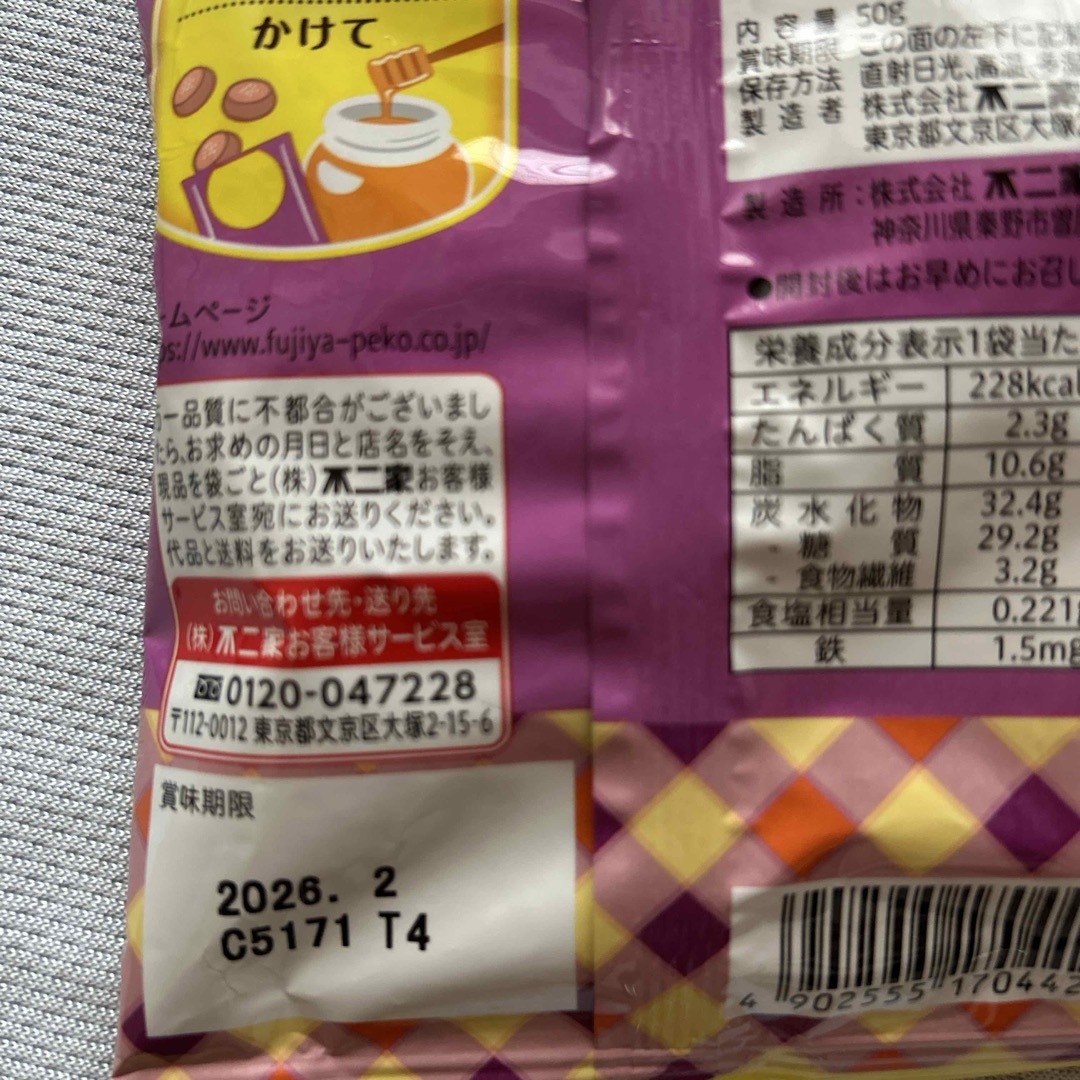 かけて
ームページ
s://www.fujiya-peko.co.jp/
一品質に不都合がございまし
たら、お求めの月日と店名をそえ、
現品を袋ごと(株)不二家お客様
サービス室宛にお送りください。
代品と送料をお送りいたします。
お問い合わせ先・送り先
(株)不二家お客様サービス室
0120-047228
〒112-0012 東京都文京区大塚2-15-6
賞味期限
2026. 2
C5171 T4
内容量 50g
賞味期限 この面の左下に記
保存方法 直射日光、高温、多湿
製造者 株式会社不二家
東京都文京区大塚
製造所：株式会社 不二家
神奈川県秦野市曽
●開封後はお早めにお召し
栄養成分表示1袋当た
エネルギー 228kcal
たんぱく質 2.3g
脂質 10.6g
炭水化物 32.4g
- 糖質 29.2g
- 食物繊維 3.2g
食塩相当量 0.221g
鉄 1.5mg
4 902555 170442